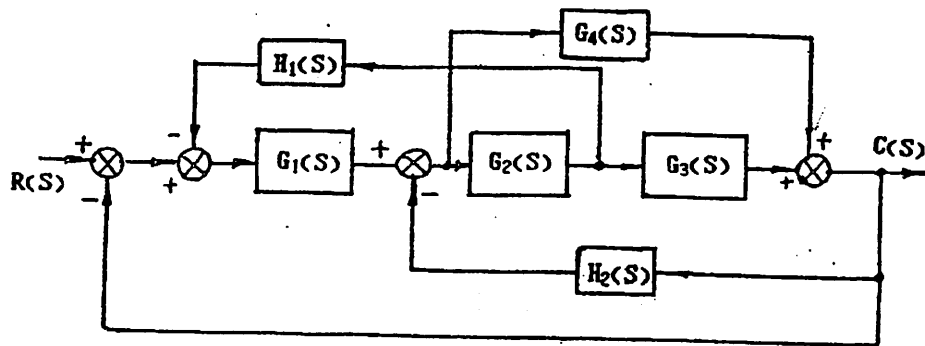 G₄(S)
H₁(S)
+
-
+
+
R(S)
-
+
G₁(S)
+
-
G₂(S)
G₃(S)
+
C(S)
H₂(S)